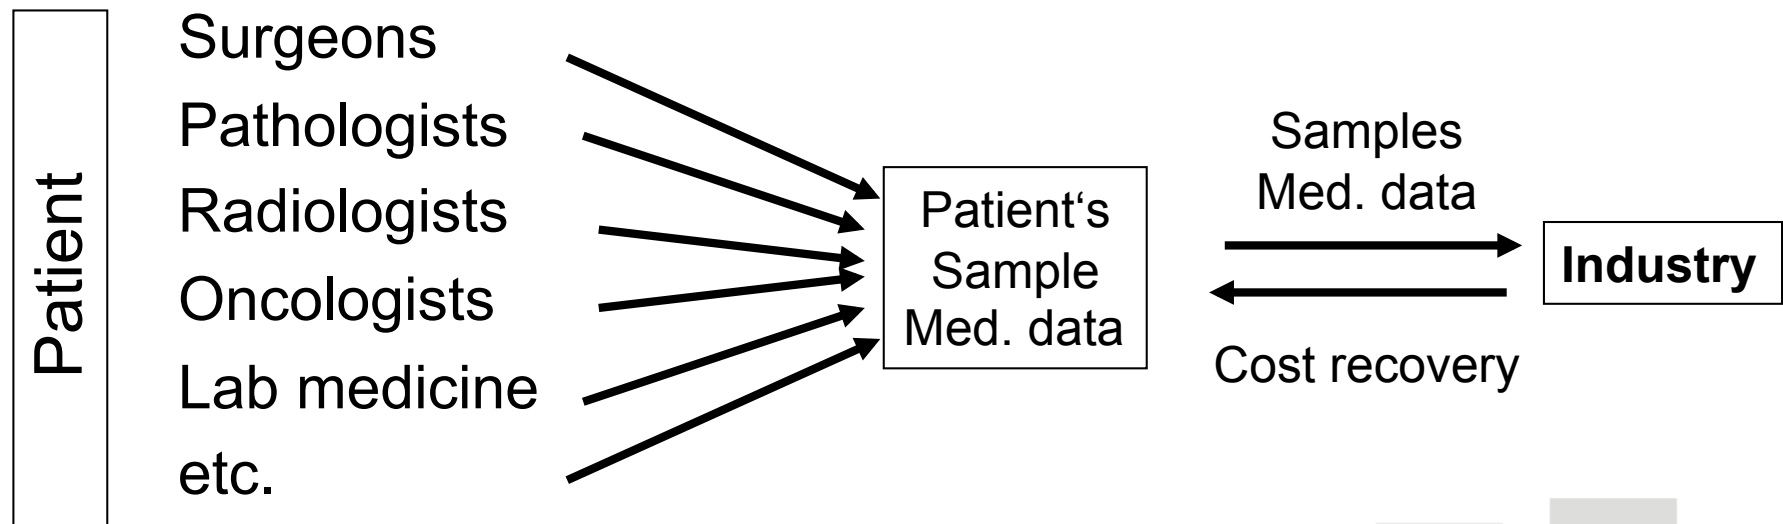 Patient
Surgeons
Pathologists
Radiologists
Oncologists
Lab medicine
etc.
Patient‘s
Sample
Med. data
Samples
Med. data
Cost recovery
Industry